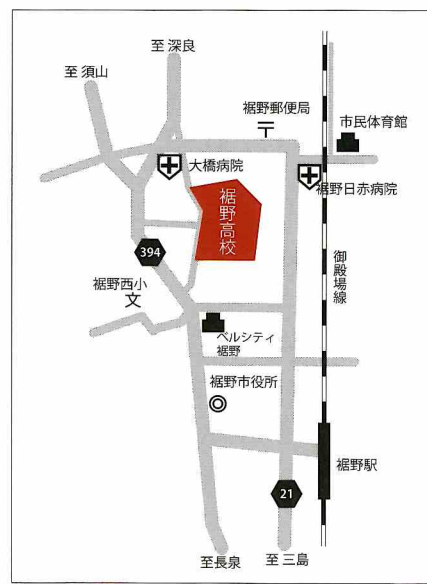 至 深良
至 須山
裾野郵便局
〒
市民体育館
大橋病院
裾野日赤病院
裾野高校
394
御殿場線
裾野西小
文
ベルシティ
裾野
裾野市役所
裾野駅
21
至長泉
至 三島